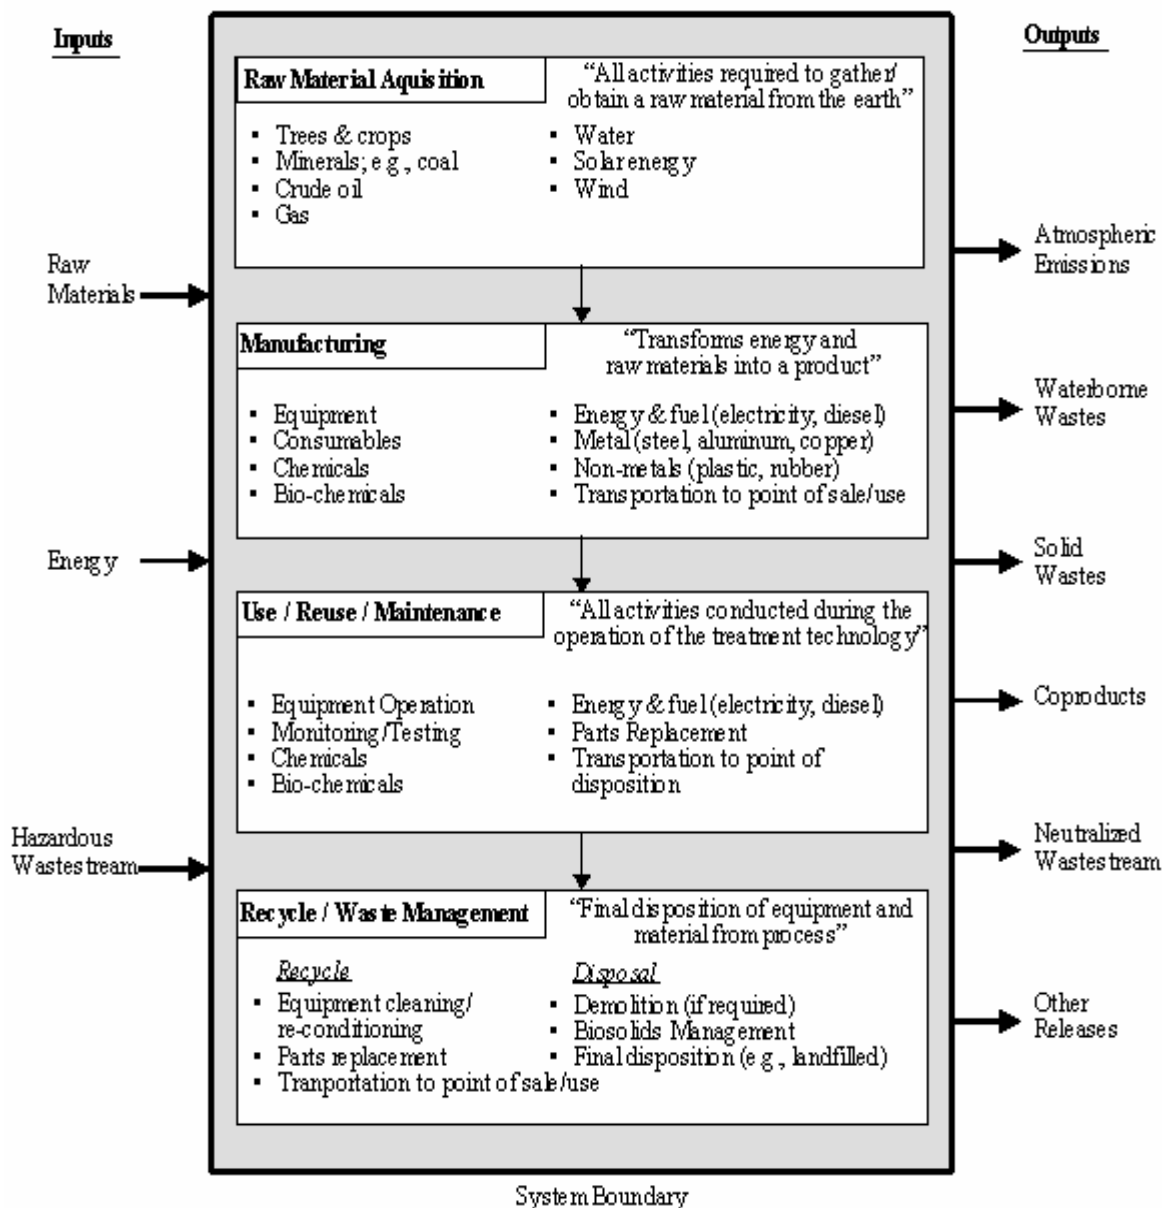 Inputs
Outputs
Raw Material Aquisition
“All activities required to gather/
obtain a raw material from the earth”
▪ Trees & crops
▪ Minerals; e.g., coal
▪ Crude oil
▪ Gas
▪ Water
▪ Solar energy
▪ Wind
Raw
Materials
Atmospheric
Emissions
Manufacturing
“Transforms energy and
raw materials into a product”
▪ Equipment
▪ Consumables
▪ Chemicals
▪ Bio-chemicals
▪ Energy & fuel (electricity, diesel)
▪ Metal (steel, aluminum, copper)
▪ Non-metals (plastic, rubber)
▪ Transportation to point of sale/use
Waterborne
Wastes
Energy
Solid
Wastes
Use / Reuse / Maintenance
“All activities conducted during the
operation of the treatment technology”
▪ Equipment Operation
▪ Monitoring/Testing
▪ Chemicals
▪ Bio-chemicals
▪ Energy & fuel (electricity, diesel)
▪ Parts Replacement
▪ Transportation to point of
disposition
Coproducts
Hazardous
Wastestream
Neutralized
Wastestream
Recycle / Waste Management
“Final disposition of equipment and
material from process”
Recycle
▪ Equipment cleaning/
re-conditioning
▪ Parts replacement
▪ Tranportation to point of sale/use
Disposal
▪ Demolition (if required)
▪ Biosolids Management
▪ Final disposition (e.g., landfilled)
Other
Releases
System Boundary